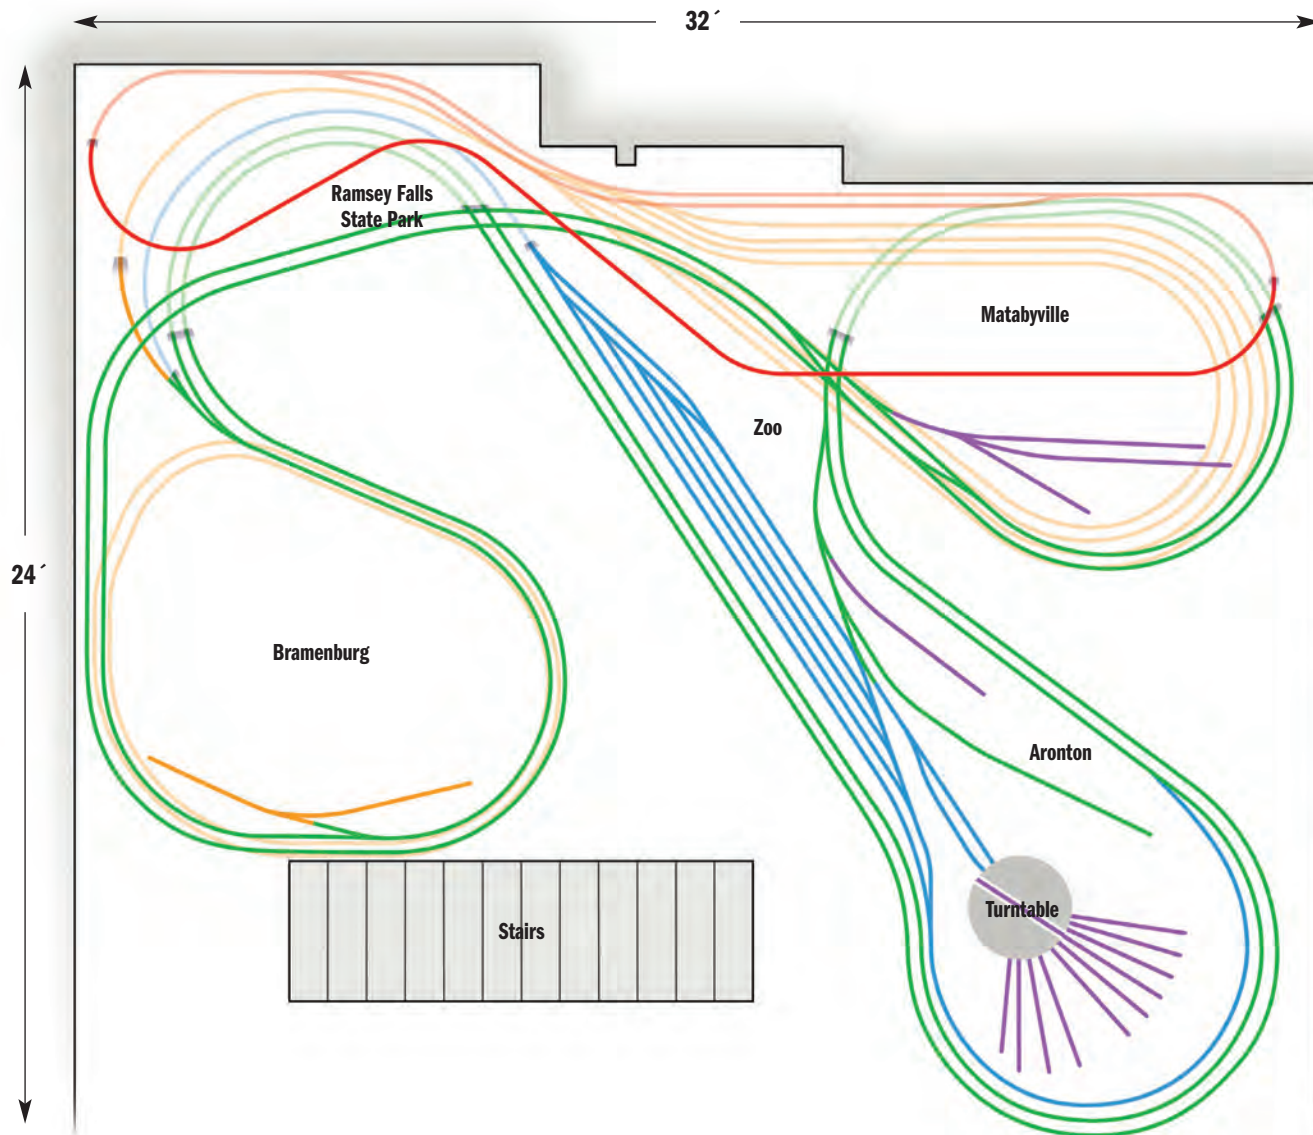 32´
Ramsey Falls
State Park
Matabyville
Zoo
24´
Bramenburg
Aronton
Turntable
Stairs